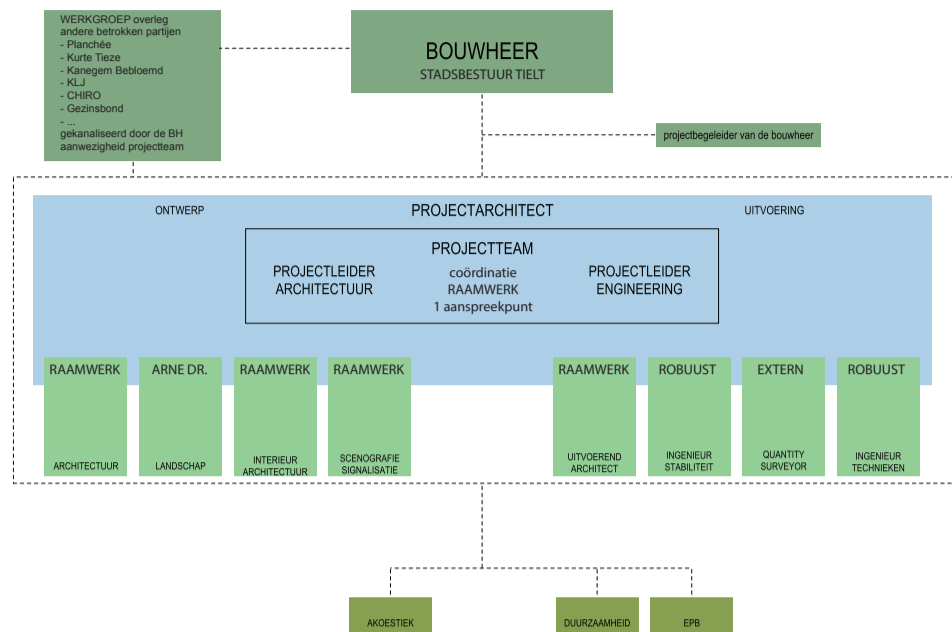 WERKGROEP overleg
andere betrokken partijen
- Planchée
- Kurte Tieze
- Kanegem Bebloemd
- KLJ
- CHIRO
- Gezinsbond
- ...
gekanaliseerd door de BH
aanwezigheid projectteam
BOUWHEER
STADSBESTUUR TIELT
projectbegeleider van de bouwheer
ONTWERP
PROJECTARCHITECT
UITVOERING
PROJECTTEAM
PROJECTLEIDER
ARCHITECTUUR
coördinatie
RAAMWERK
1 aanspreekpunt
PROJECTLEIDER
ENGINEERING
RAAMWERK
ARCHITECTUUR
ARNE DR.
LANDSCHAP
RAAMWERK
INTERIEUR
ARCHITECTUUR
RAAMWERK
SCENOGRAFIE
SIGNALISATIE
RAAMWERK
UITVOEREND
ARCHITECT
ROBUUST
INGENIEUR
STABILITEIT
EXTERN
QUANTITY
SURVEYOR
ROBUUST
INGENIEUR
TECHNIEKEN
AKOESTIEK
DUURZAAMHEID
EPB